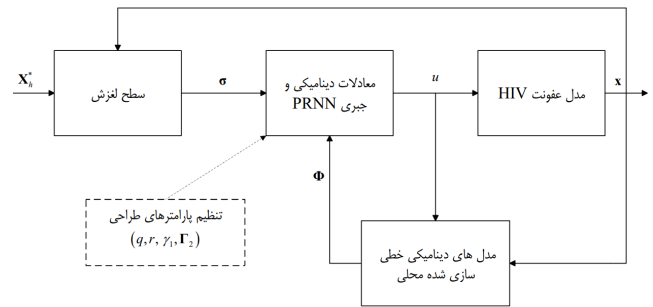 X*h
سطح لغزش
σ
معادلات دینامیکی و
جبری PRNN
u
مدل عفونت HIV
x
Φ
تنظیم پارامترهای طراحی
(q, r, γ1, Γ2)
مدل های دینامیکی خطی
سازی شده محلی